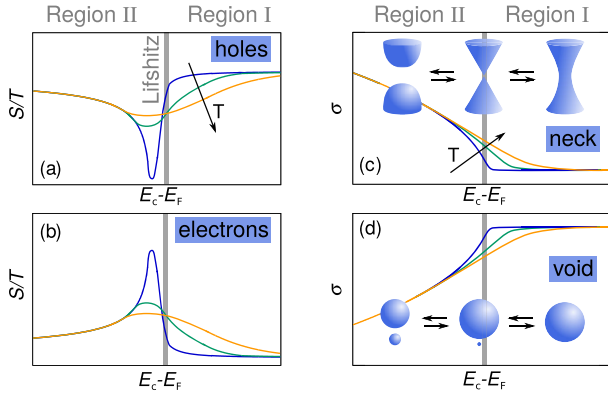 Region II Region I Region II Region I
S/T
Lifshitz
holes
T
(a)
E_c-E_F
σ
T
neck
(c)
E_c-E_F
S/T
(b)
electrons
E_c-E_F
σ
(d)
void
E_c-E_F